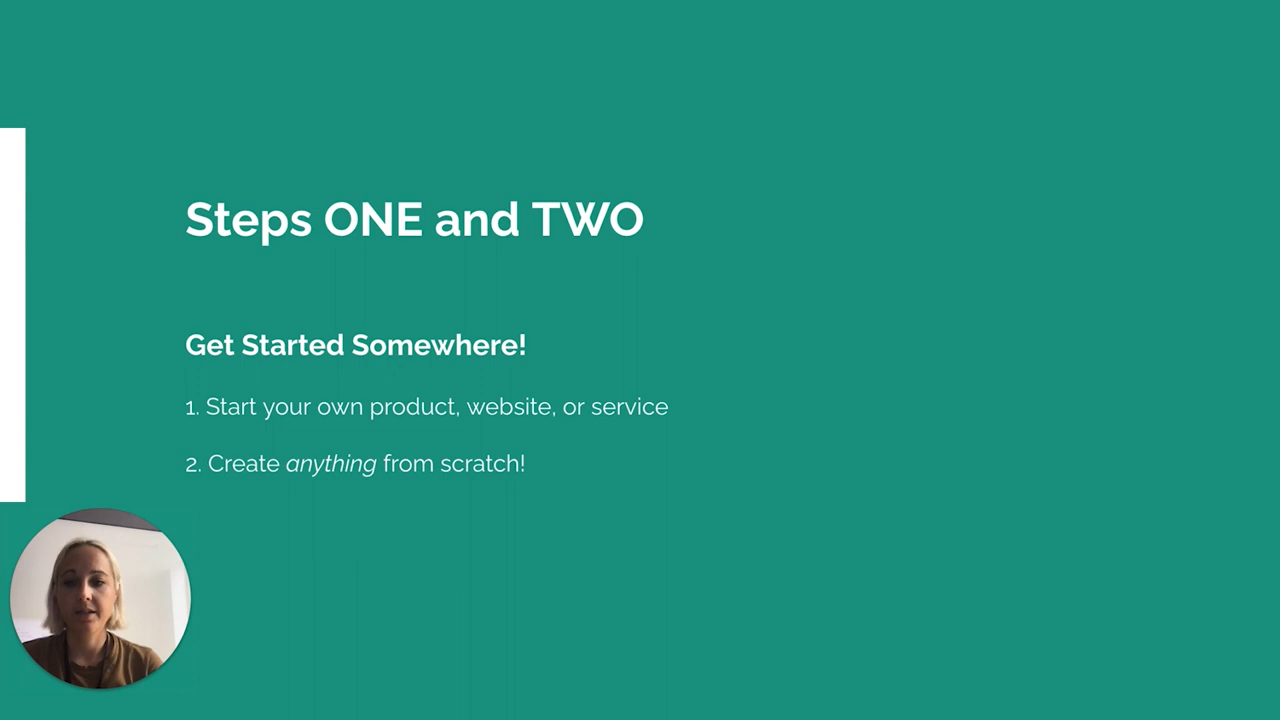 Steps ONE and TWO
Get Started Somewhere!
1. Start your own product, website, or service
2. Create anything from scratch!